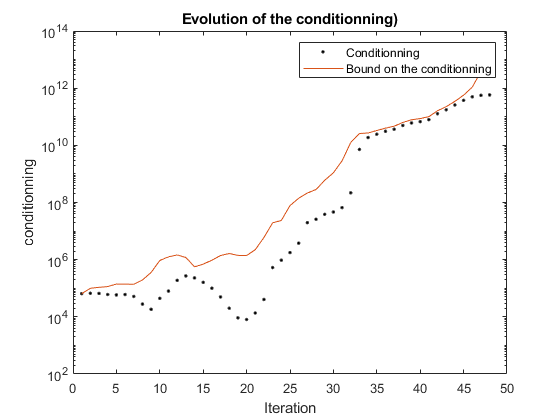 Evolution of the conditionning)
Conditionning
Bound on the conditionning
conditionning
10^14
10^12
10^10
10^8
10^6
10^4
10^2
0 5 10 15 20 25 30 35 40 45 50
Iteration